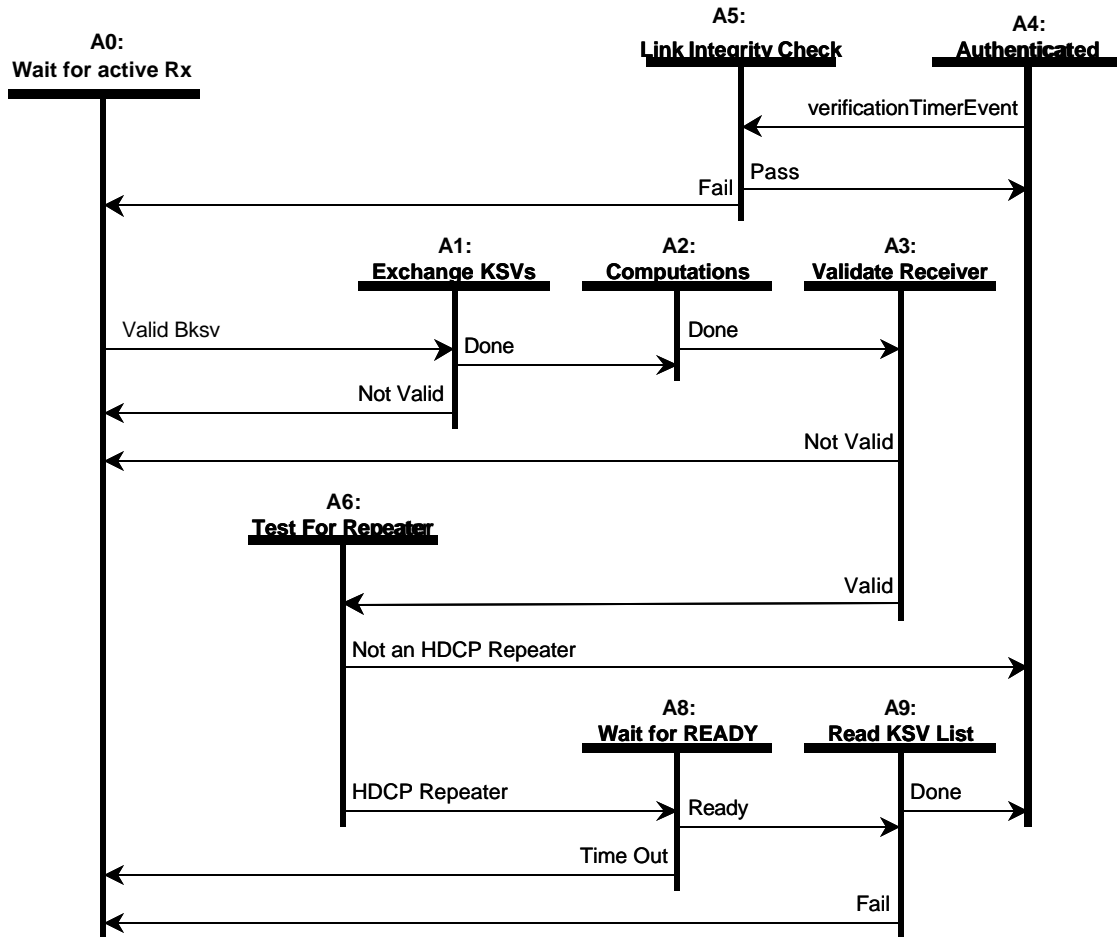 A5:
Link Integrity Check
A4:
Authenticated
A0:
Wait for active Rx
verificationTimerEvent
Pass
Fail
A1:
Exchange KSVs
A2:
Computations
A3:
Validate Receiver
Valid Bksv
Done
Done
Not Valid
Not Valid
A6:
Test For Repeater
Valid
Not an HDCP Repeater
A8:
Wait for READY
A9:
Read KSV List
HDCP Repeater
Ready
Done
Time Out
Fail